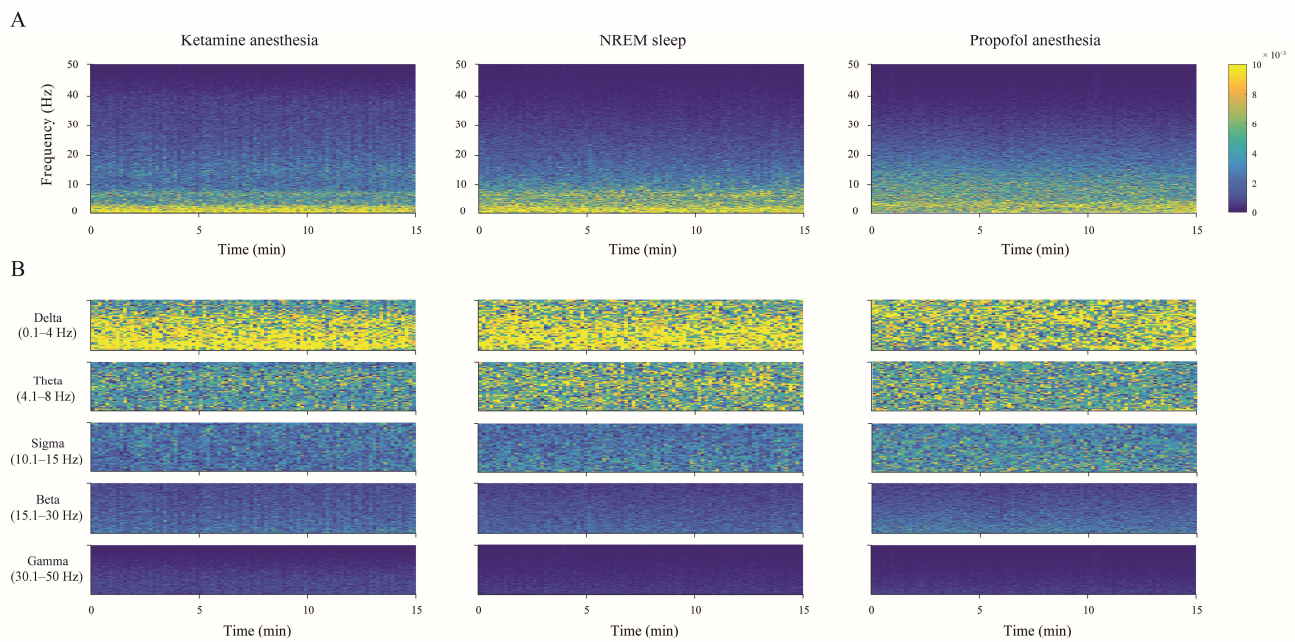 A
Ketamine anesthesia
NREM sleep
Propofol anesthesia
× 10⁻³
50
40
30
20
10
0
Frequency (Hz)
0
5
10
15
Time (min)
50
40
30
20
10
0
0
5
10
15
Time (min)
50
40
30
20
10
0
0
5
10
15
Time (min)
10
8
6
4
2
0
B
Delta
(0.1–4 Hz)
Theta
(4.1–8 Hz)
Sigma
(10.1–15 Hz)
Beta
(15.1–30 Hz)
Gamma
(30.1–50 Hz)
0
5
10
15
Time (min)
0
5
10
15
Time (min)
0
5
10
15
Time (min)